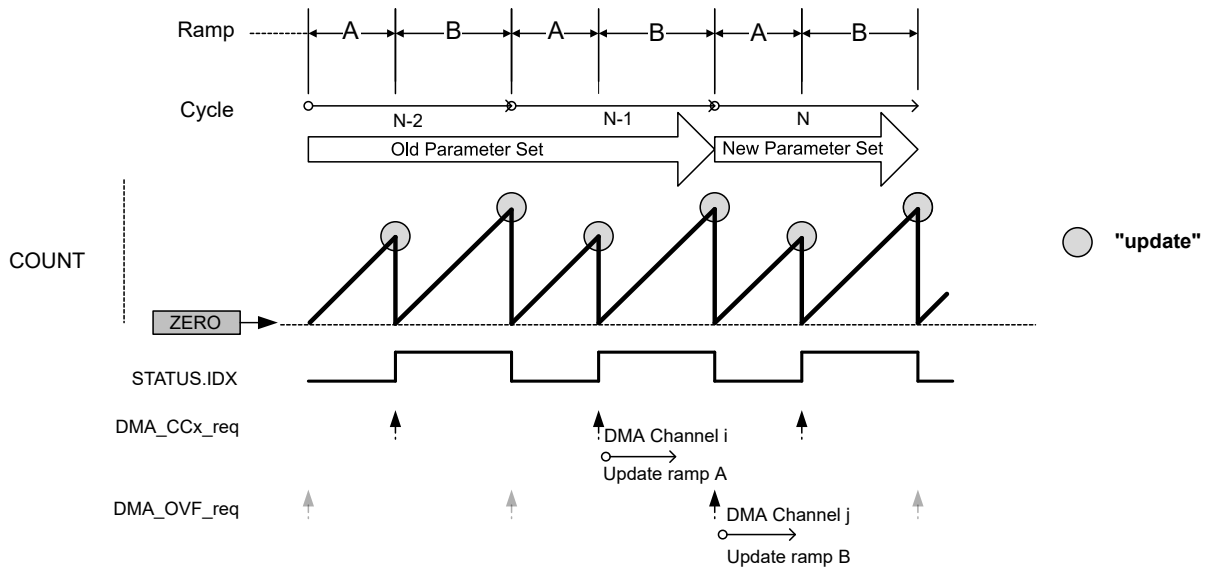 Ramp A B A B A B
Cycle
N-2 N-1 N
Old Parameter Set New Parameter Set
"update"
COUNT
ZERO
STATUS.IDX
DMA_CCx_req
DMA Channel i
Update ramp A
DMA_OVF_req
DMA Channel j
Update ramp B